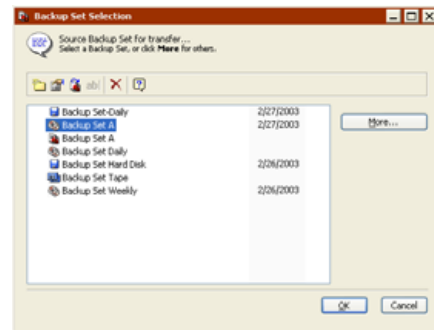 Backup Set Selection
Source Backup Set for transfer...
Select a Backup Set, or click More for others.
Backup Set-Daily 2/27/2003
Backup Set A 2/27/2003
Backup Set A
Backup Set Daily
Backup Set Hard Disk 2/26/2003
Backup Set Tape
Backup Set Weekly 2/26/2003
More...
OK
Cancel